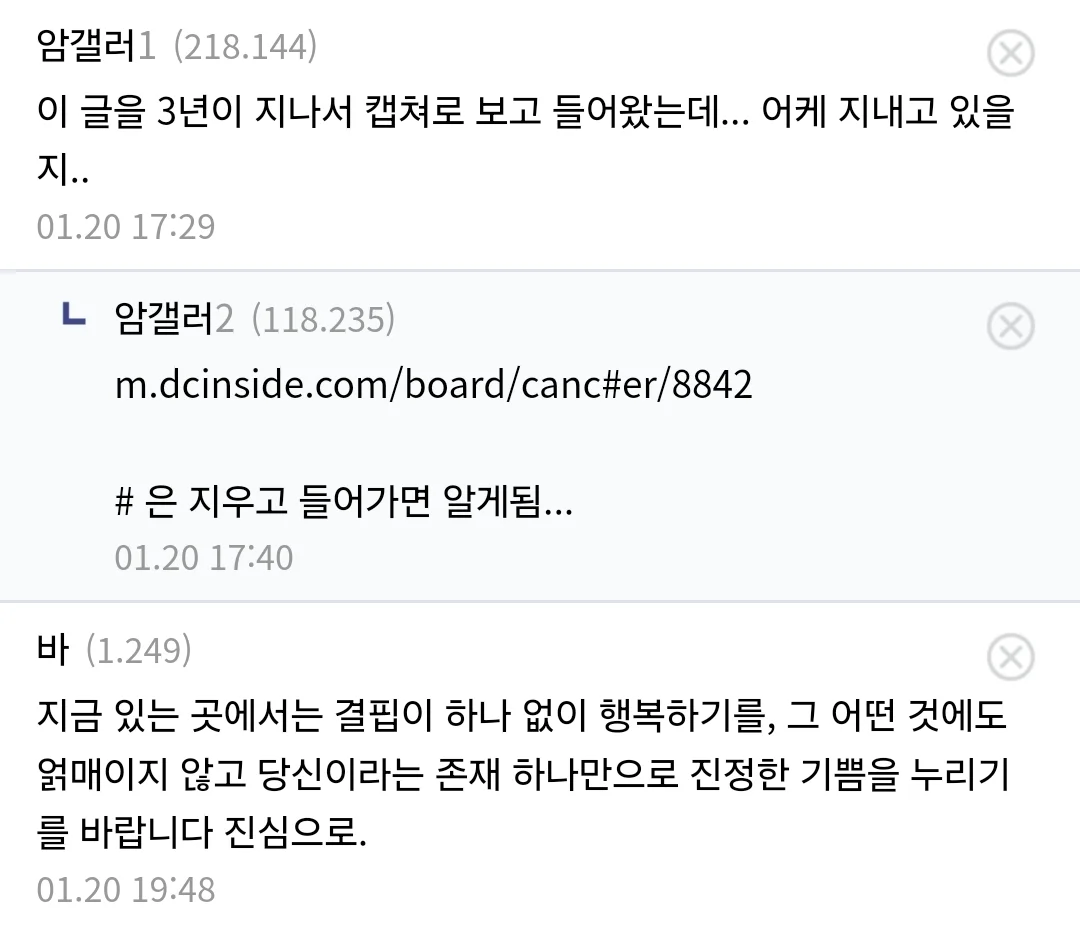 암갤러1 (218.144)
이 글을 3년이 지나서 캡쳐로 보고 들어왔는데... 어케 지내고 있을
지..
01.20 17:29
암갤러2 (118.235)
m.dcinside.com/board/canc#er/8842
# 은 지우고 들어가면 알게됨...
01.20 17:40
바 (1.249)
지금 있는 곳에서는 결핍이 하나 없이 행복하기를, 그 어떤 것에도
얽매이지 않고 당신이라는 존재 하나만으로 진정한 기쁨을 누리기
를 바랍니다 진심으로.
01.20 19:48